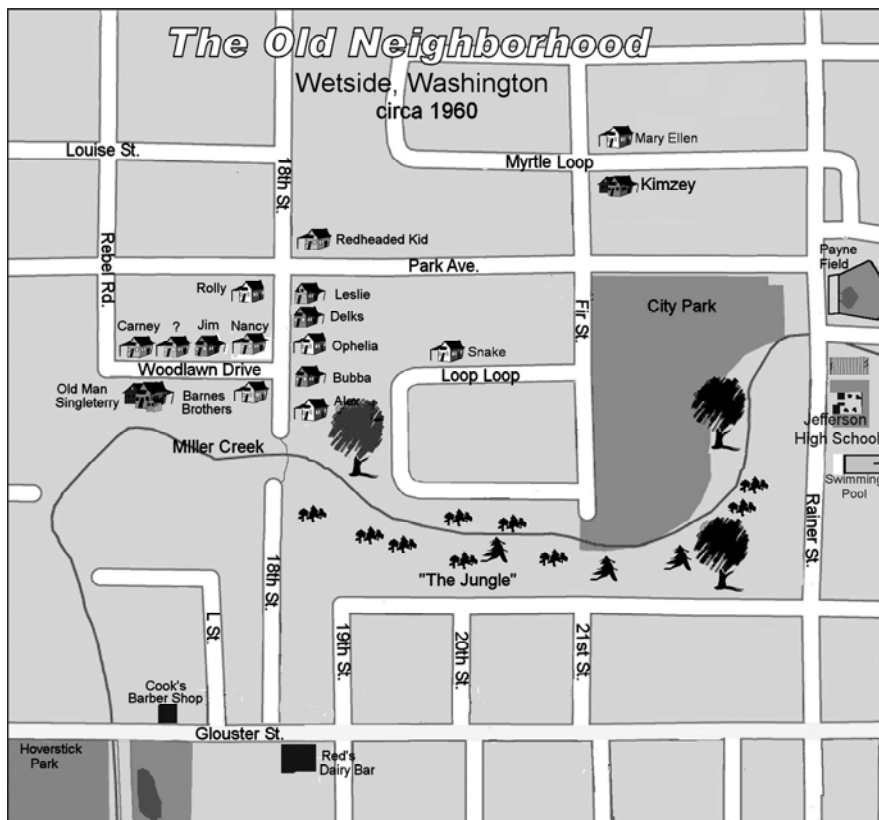 The Old Neighborhood
Wetside, Washington
circa 1960
Louise St.
18th St.
Mary Ellen
Myrtle Loop
Kimzey
Redheaded Kid
Rebel Rd.
Park Ave.
Payne
Field
Rolly
Leslie
Delks
Fir St.
City Park
Carney
?
Jim
Nancy
Ophelia
Snake
Woodlawn Drive
Bubba
Loop Loop
Old Man
Singleterry
Barnes
Brothers
Alex
Jefferson
High School
Miller Creek
Swimming
Pool
Rainer St.
18th St.
"The Jungle"
L St.
19th St.
20th St.
21st St.
Cook's
Barber Shop
Glouster St.
Hoverstick
Park
Red's
Dairy Bar